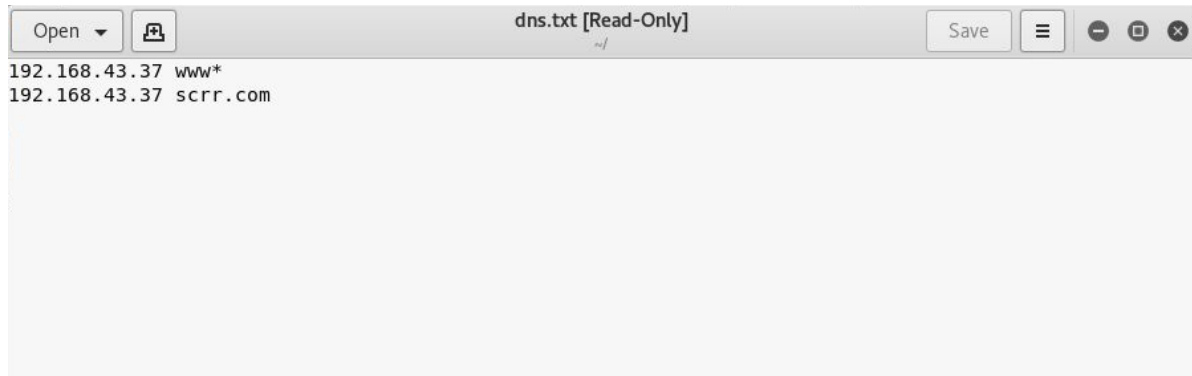 Open
dns.txt [Read-Only]
~/
Save
192.168.43.37 www*
192.168.43.37 scrr.com